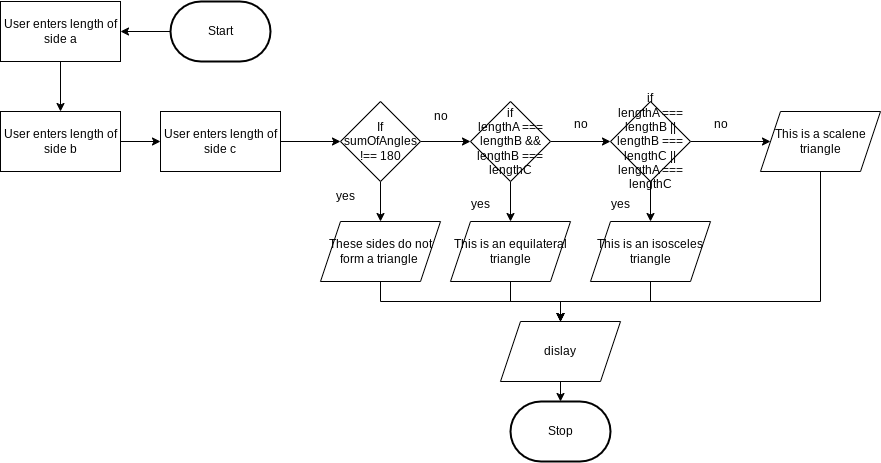 User enters length of
side a
Start
User enters length of
side b
User enters length of
side c
If
sumOfAngles
!== 180
no
if
lengthA ===
lengthB &&
lengthB ===
lengthC
no
if
lengthA ===
lengthB ||
lengthB ===
lengthC ||
lengthA ===
lengthC
no
This is a scalene
triangle
yes
yes
yes
These sides do not
form a triangle
This is an equilateral
triangle
This is an isosceles
triangle
dislay
Stop